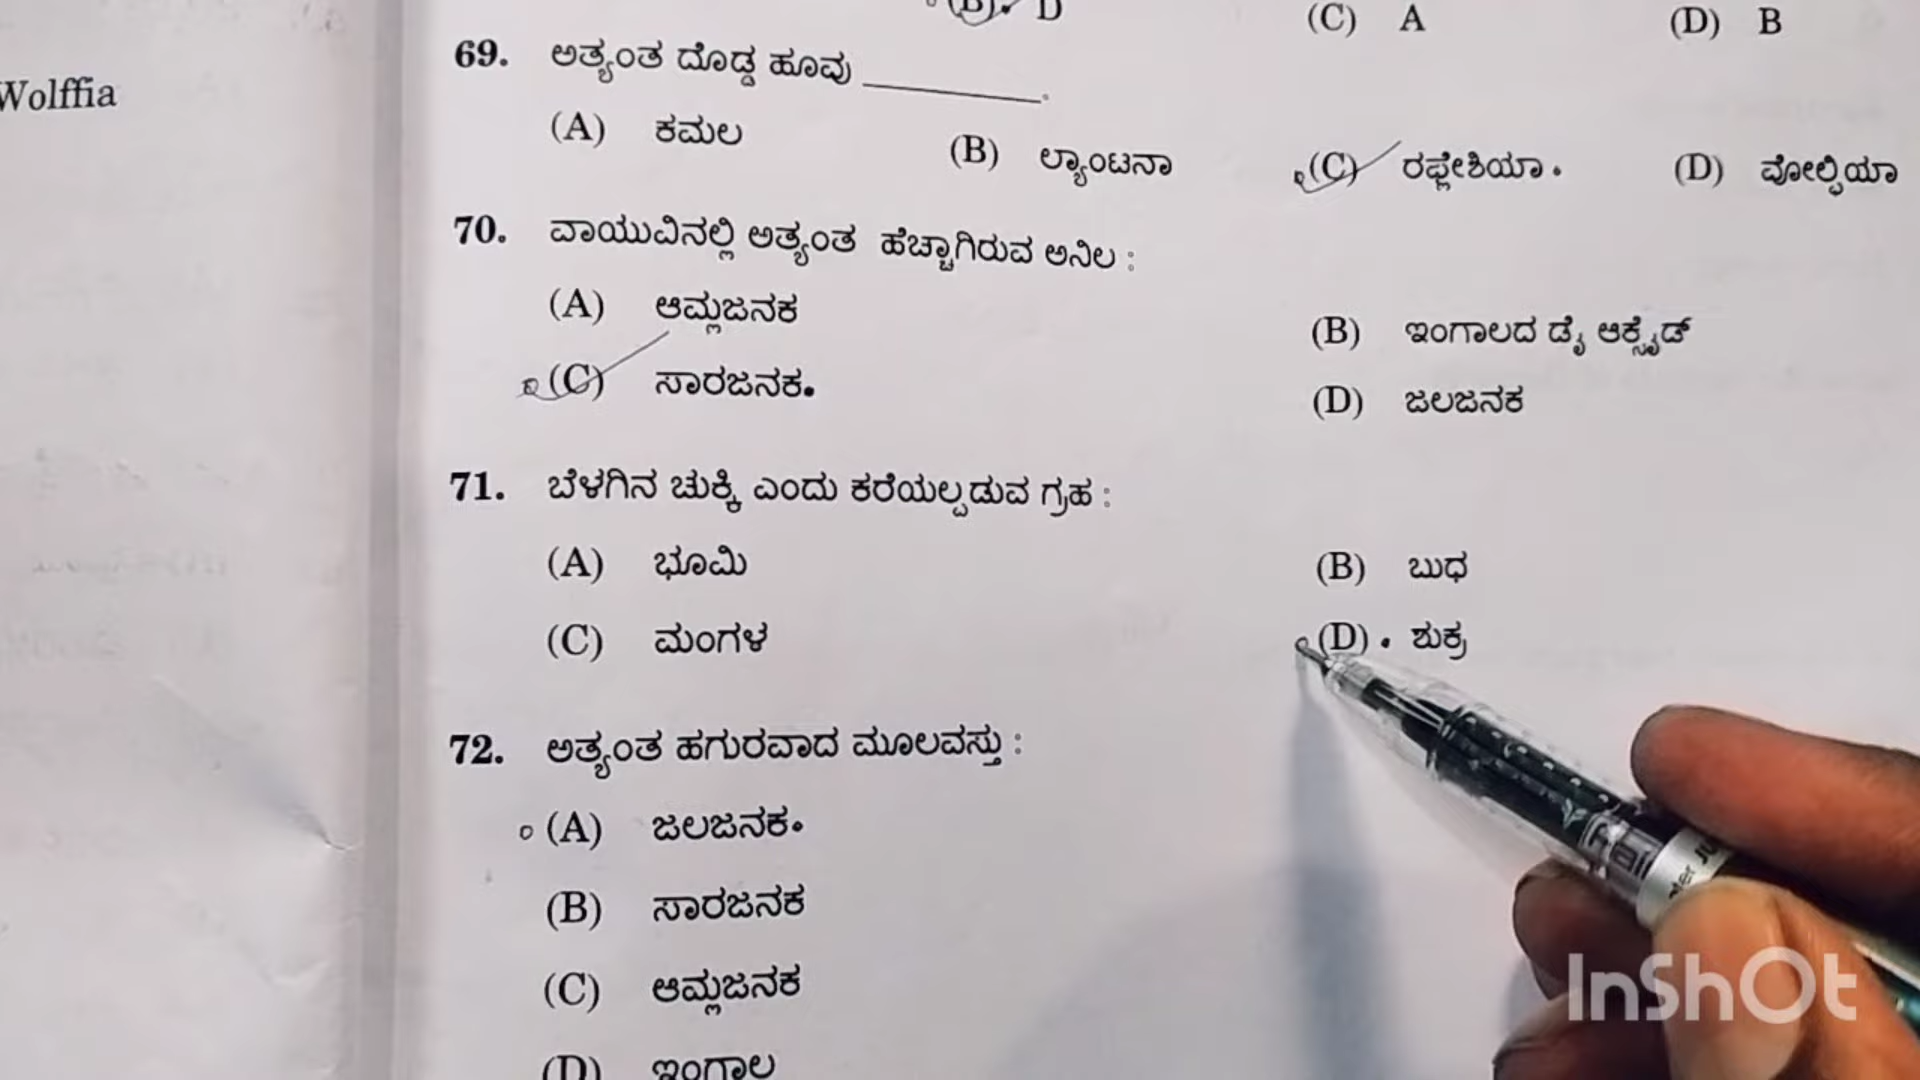 (B). D (C) A (D) B
Wolffia
69. ಅತ್ಯಂತ ದೊಡ್ಡ ಹೂವು ________.
(A) ಕಮಲ (B) ಲ್ಯಾಂಟನಾ (C) ರಫ್ಲೇಶಿಯಾ . (D) ವೋಲ್ಫಿಯಾ
70. ವಾಯುವಿನಲ್ಲಿ ಅತ್ಯಂತ ಹೆಚ್ಚಾಗಿರುವ ಅನಿಲ :
(A) ಆಮ್ಲಜನಕ (B) ಇಂಗಾಲದ ಡೈ ಆಕ್ಸೈಡ್
(C) ಸಾರಜನಕ. (D) ಜಲಜನಕ
71. ಬೆಳಗಿನ ಚುಕ್ಕಿ ಎಂದು ಕರೆಯಲ್ಪಡುವ ಗ್ರಹ :
(A) ಭೂಮಿ (B) ಬುಧ
(C) ಮಂಗಳ (D) . ಶುಕ್ರ
72. ಅತ್ಯಂತ ಹಗುರವಾದ ಮೂಲವಸ್ತು :
(A) ಜಲಜನಕ.
(B) ಸಾರಜನಕ
(C) ಆಮ್ಲಜನಕ
(D) ಇಂಗಾಲ
InShOt